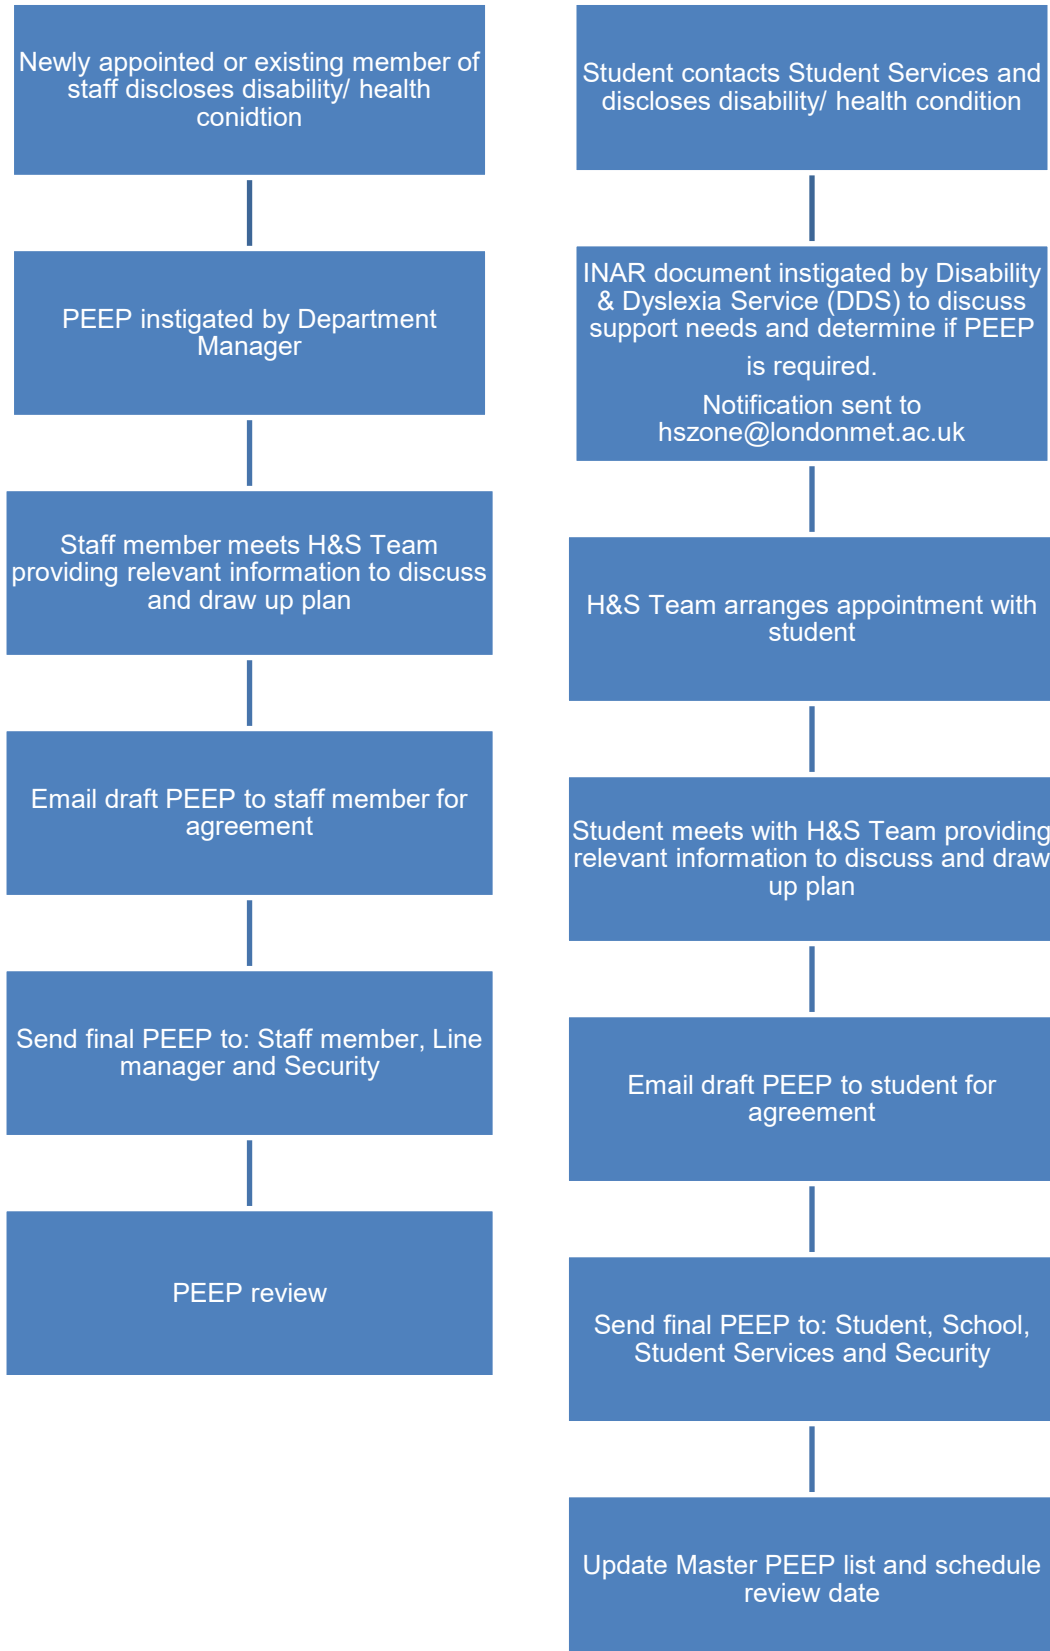 Newly appointed or existing member of
staff discloses disability/ health
conidtion
PEEP instigated by Department
Manager
Staff member meets H&S Team
providing relevant information to discuss
and draw up plan
Email draft PEEP to staff member for
agreement
Send final PEEP to: Staff member, Line
manager and Security
PEEP review
Student contacts Student Services and
discloses disability/ health condition
INAR document instigated by Disability
& Dyslexia Service (DDS) to discuss
support needs and determine if PEEP
is required.
Notification sent to
hszone@londonmet.ac.uk
H&S Team arranges appointment with
student
Student meets with H&S Team providing
relevant information to discuss and draw
up plan
Email draft PEEP to student for
agreement
Send final PEEP to: Student, School,
Student Services and Security
Update Master PEEP list and schedule
review date